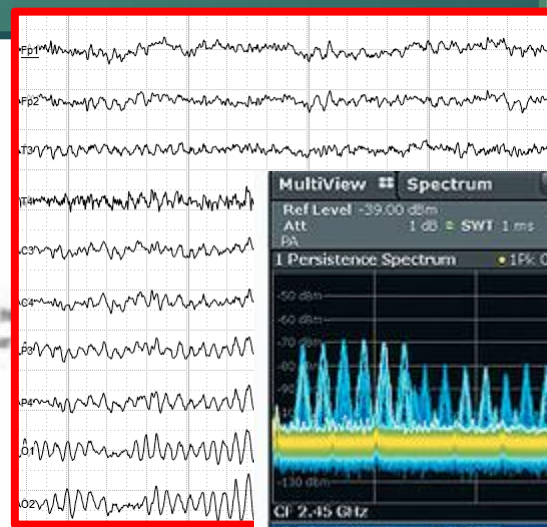 Fp1
Fp2
T3
T4
C3
C4
P3
P4
O1
O2
MultiView Spectrum
Ref Level -39.00 dBm
Att 1 dB SWT 1 ms
PA
1 Persistence Spectrum 1Pk
-50 dBm
-60 dBm
-130 dBm
CF 2.45 GHz